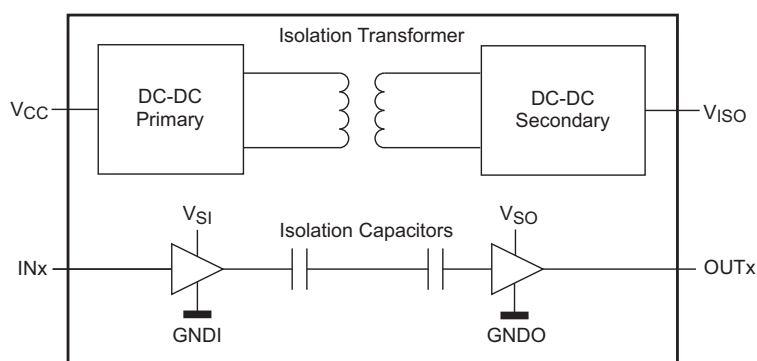 Isolation Transformer
DC-DC
Primary
DC-DC
Secondary
VCC
VISO
VSI
Isolation Capacitors
VSO
INx
OUTx
GNDI
GNDO